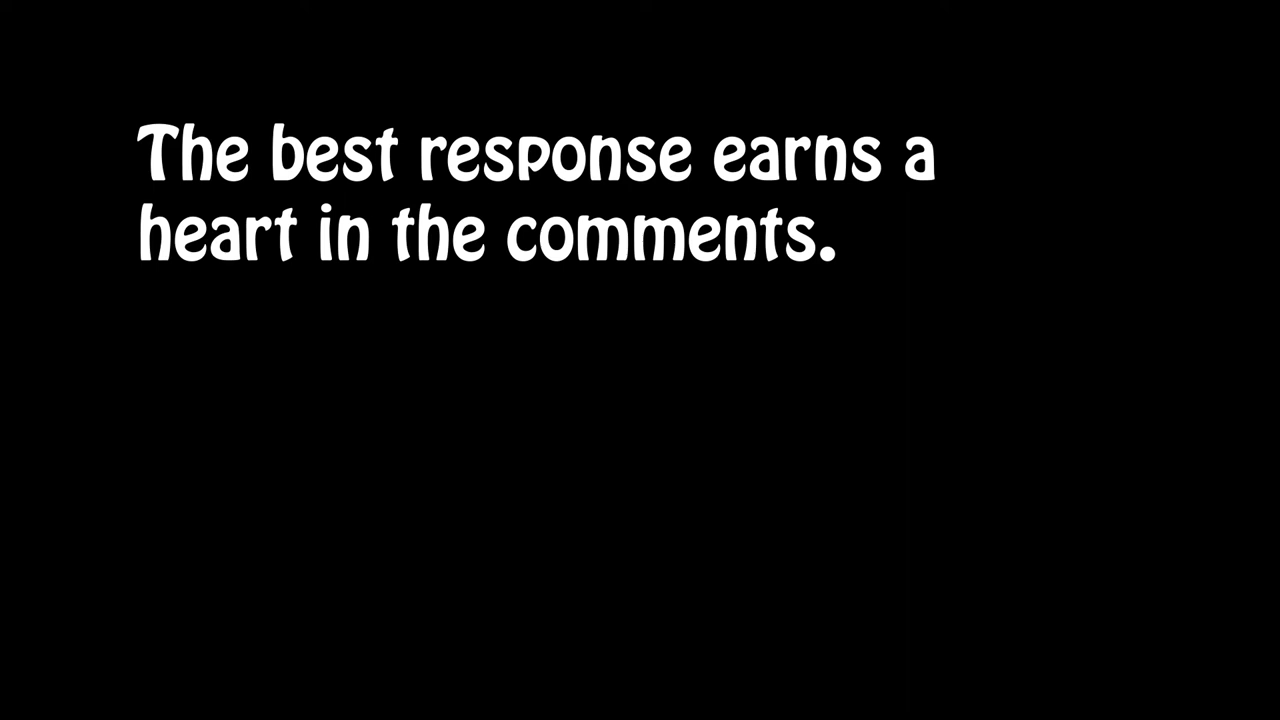 The best response earns a
heart in the comments.